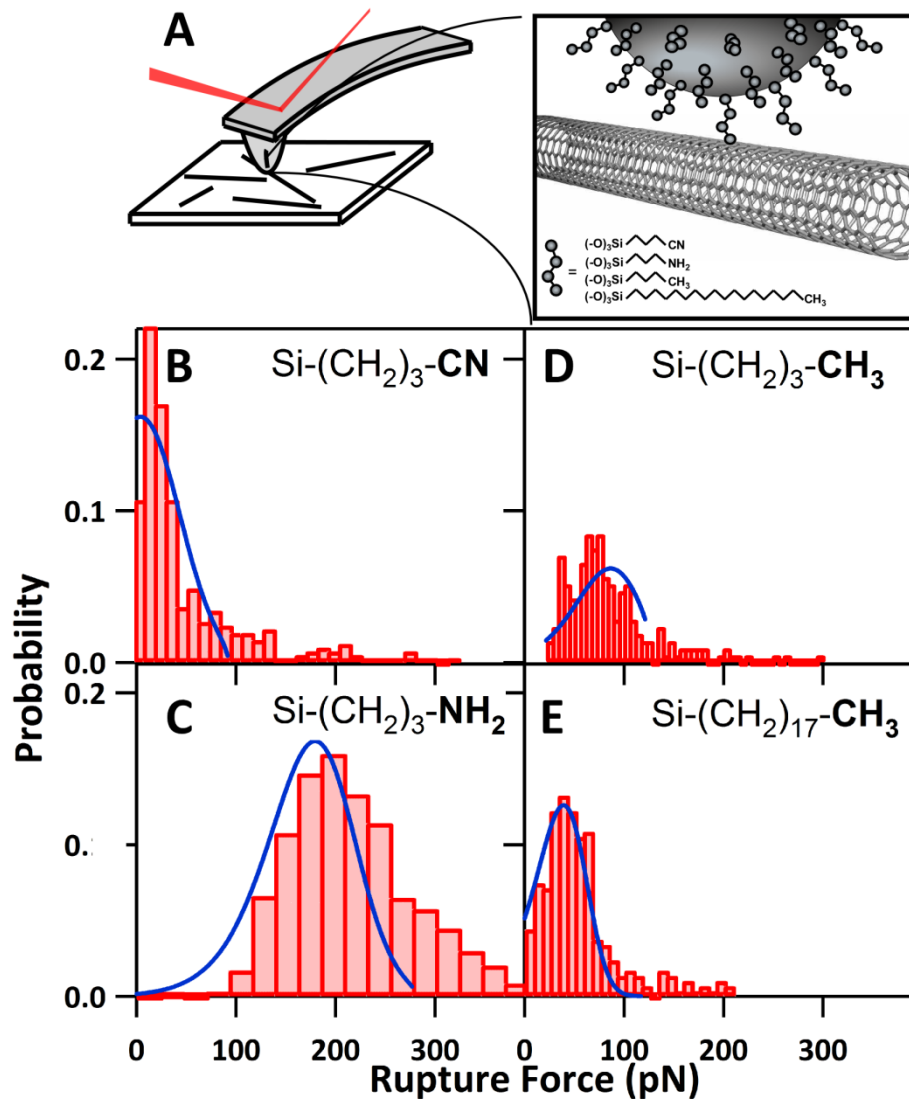 A
(-O)₃Si CN
(-O)₃Si NH₂
= (-O)₃Si CH₃
(-O)₃Si CH₃
Probability
0.2
0.1
0.0
B
Si-(CH₂)₃-CN
D
Si-(CH₂)₃-CH₃
0.2
0.1
0.0
C
Si-(CH₂)₃-NH₂
E
Si-(CH₂)₁₇-CH₃
0 100 200 300 0 100 200 300
Rupture Force (pN)